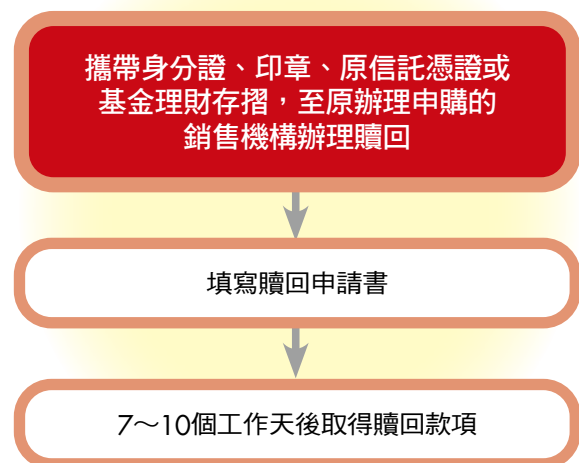 攜帶身分證、印章、原信託憑證或
基金理財存摺，至原辦理申購的
銷售機構辦理贖回
填寫贖回申請書
7～10個工作天後取得贖回款項